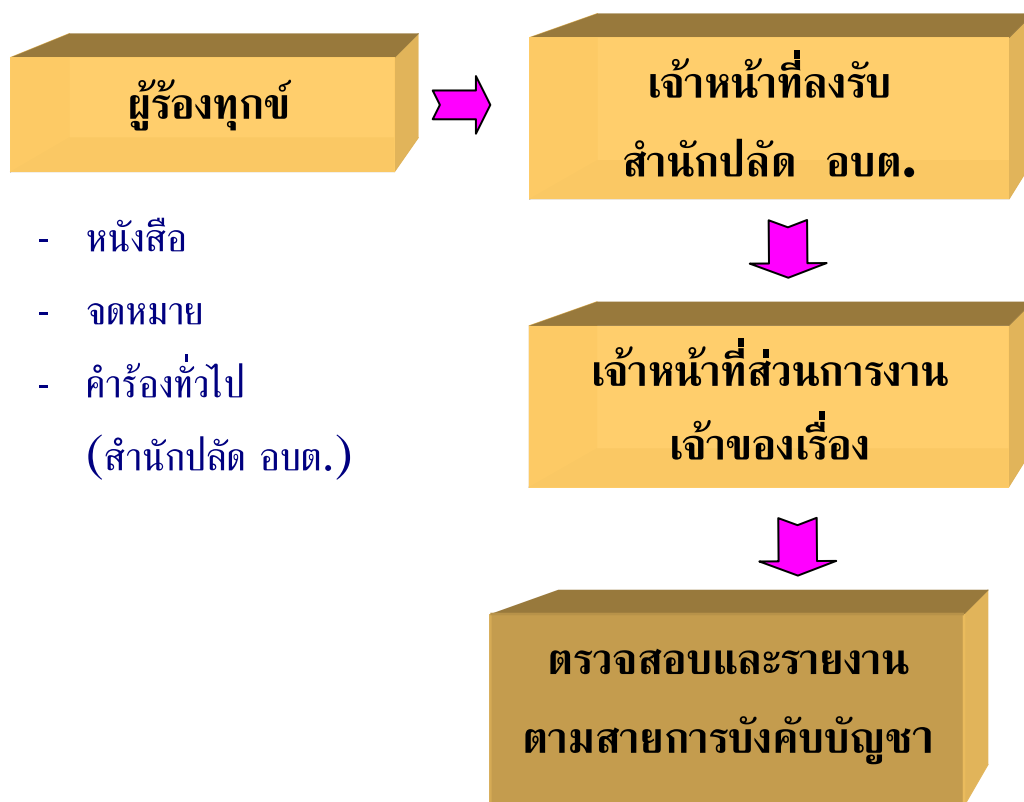 ผู้ร้องทุกข์
- หนังสือ
- จดหมาย
- คำร้องทั่วไป
(สำนักปลัด อบต.)
เจ้าหน้าที่ลงรับ
สำนักปลัด อบต.
เจ้าหน้าที่ส่วนการงาน
เจ้าของเรื่อง
ตรวจสอบและรายงาน
ตามสายการบังคับบัญชา